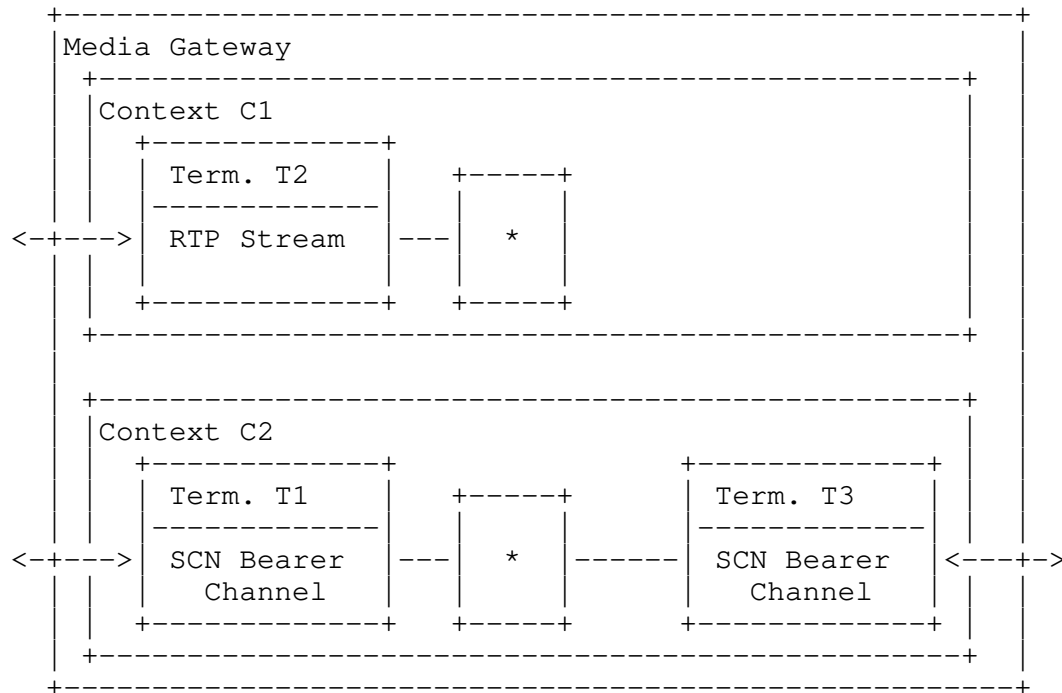 Media Gateway
Context C1
Term. T2
RTP Stream
*
Context C2
Term. T1
*
Term. T3
SCN Bearer
Channel
SCN Bearer
Channel